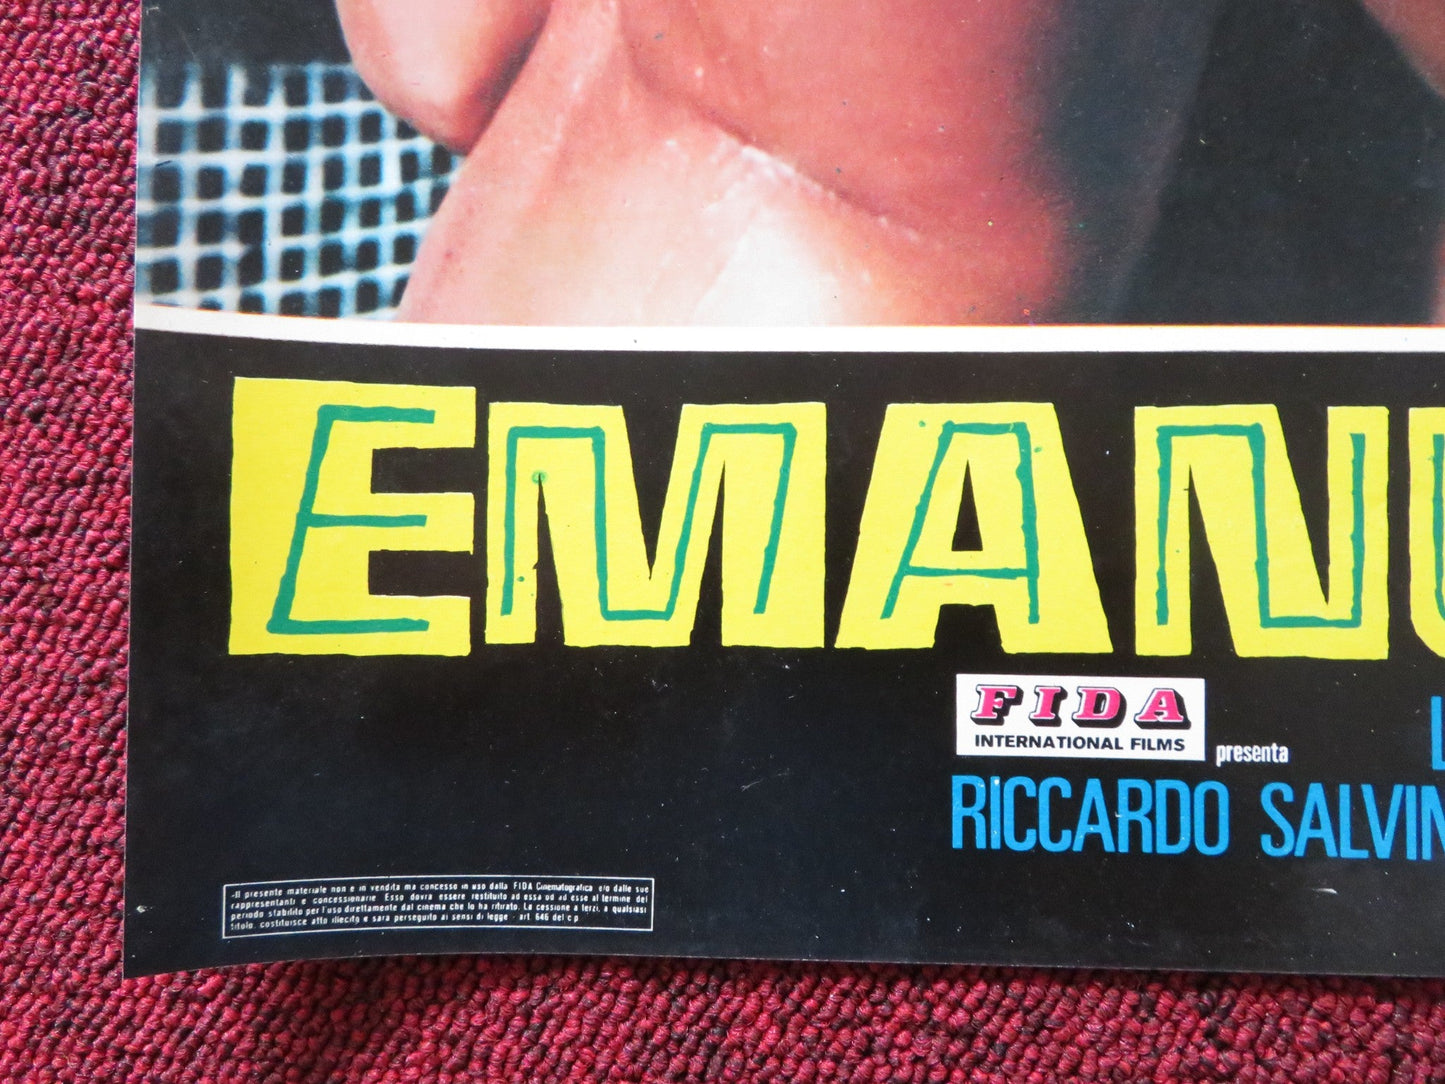 EMANU
FIDA
INTERNATIONAL FILMS
presenta
L
RICCARDO SALVIN
-Il presente materiale non e in vendita ma concesso in uso dalla FIDA Cinematografica e/o dalle sue
rappresentanti e concessionarie. Esso dovra essere restituito ad essa od ad esse al termine del
periodo stabilito per l'uso direttamente dal cinema che lo ha ritirato. La cessione a terzi, a qualsiasi
titolo, costituisce atto illecito e sara perseguito ai sensi di legge - art. 646 del c p